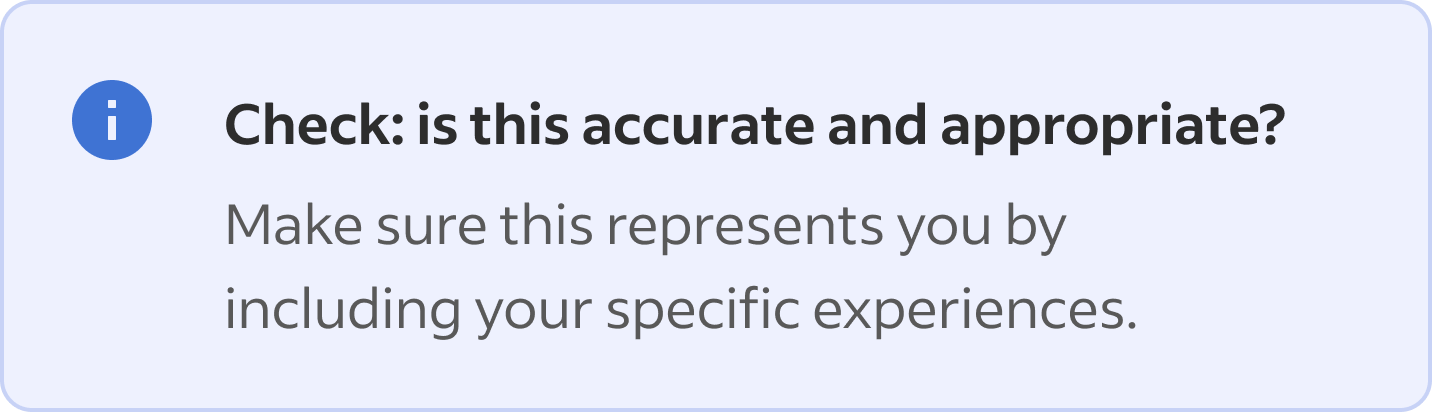 Check: is this accurate and appropriate?
Make sure this represents you by
including your specific experiences.